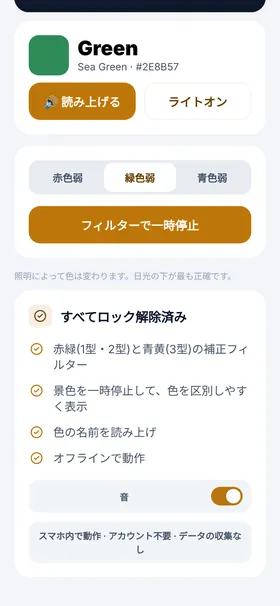 Green
Sea Green · #2E8B57
🔊 読み上げる
ライトオン
赤色弱
緑色弱
青色弱
フィルターで一時停止
照明によって色は変わります。日光の下が最も正確です。
すべてロック解除済み
赤緑(1型・2型)と青黄(3型)の補正フィ
ルター
景色を一時停止して、色を区別しやす
く表示
色の名前を読み上げ
オフラインで動作
音
スマホ内で動作 · アカウント不要 · データの収集な
し